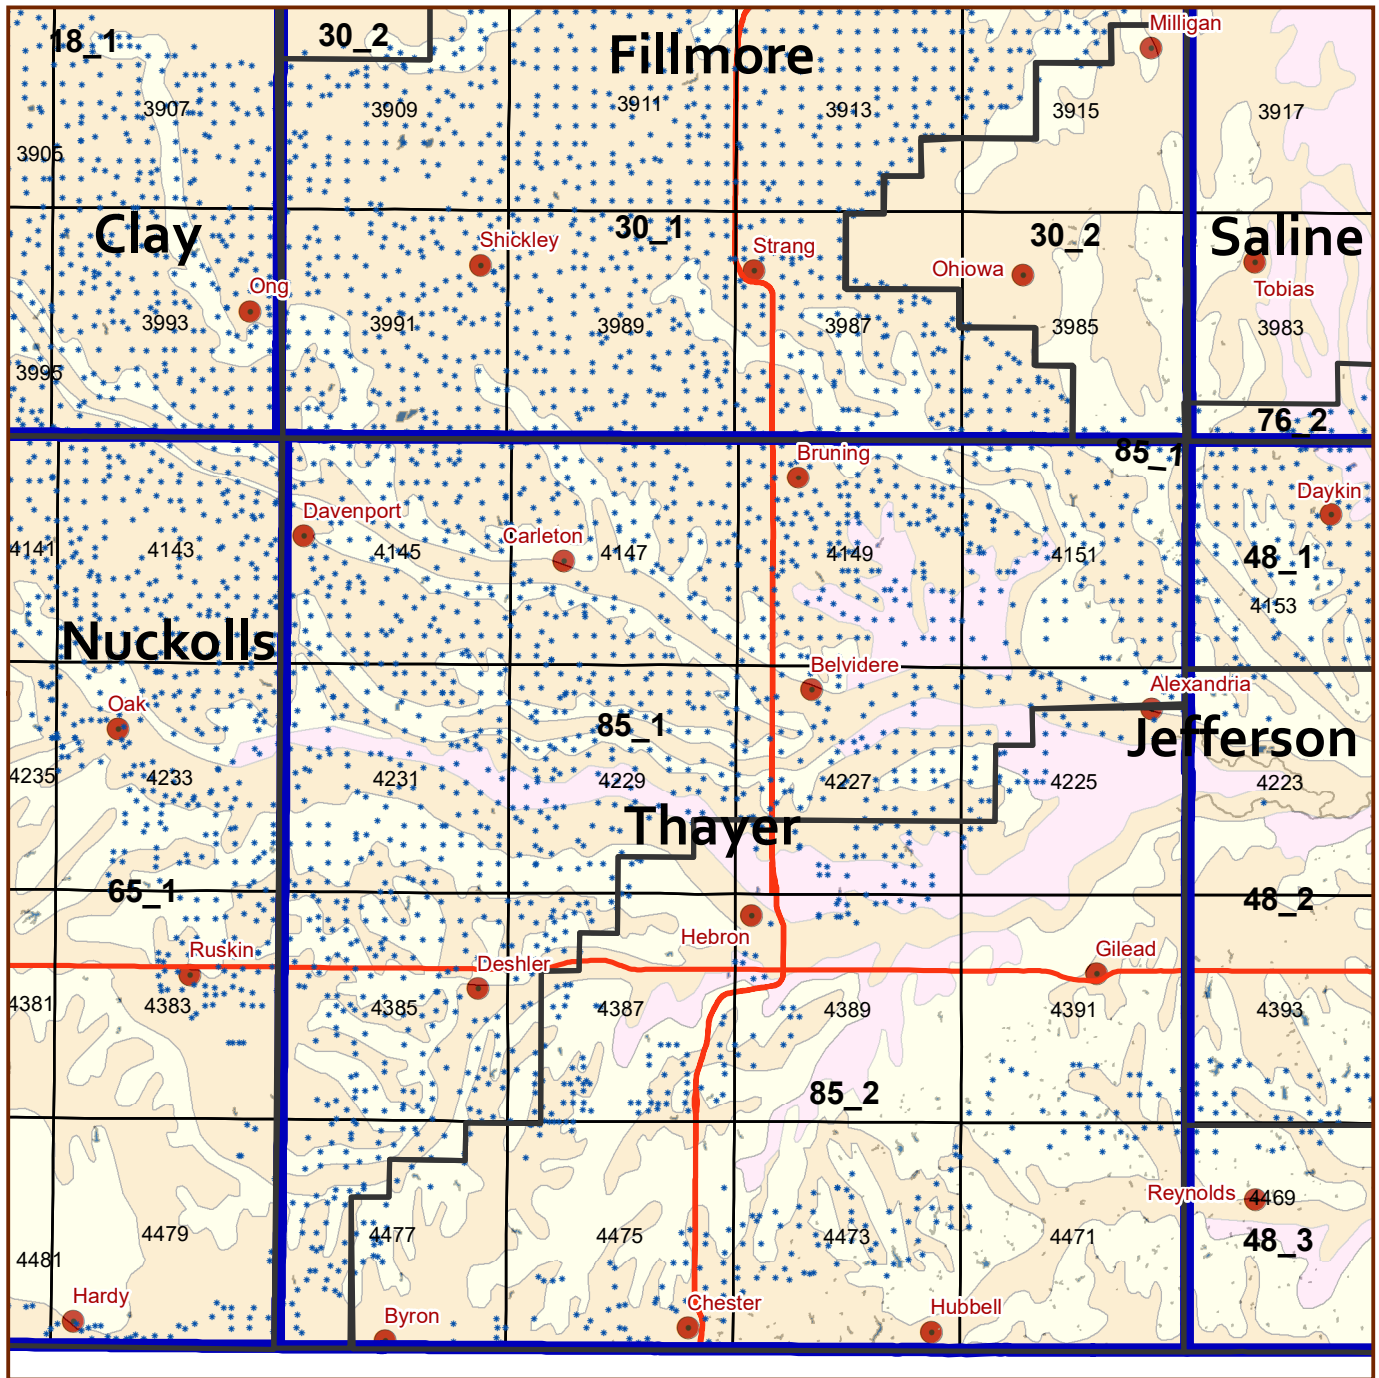 Milligan
18_1
30_2
Fillmore
3907
3909
3911
3913
3915
3917
3905
Clay
30_1
30_2
Saline
Shickley
Strang
Ohiowa
Ong
Tobias
3993
3991
3989
3987
3985
3983
3995
76_2
Bruning
85_1
Daykin
Davenport
Carleton
4141
4143
4145
4147
4149
4151
48_1
4153
Nuckolls
Belvidere
Alexandria
Oak
85_1
Jefferson
4235
4233
4231
4229
4227
4225
4223
Thayer
65_1
48_2
Ruskin
Hebron
Gilead
Deshler
4381
4383
4385
4387
4389
4391
4393
85_2
Reynolds
4469
4479
4477
4475
4473
4471
48_3
4481
Hardy
Byron
Chester
Hubbell